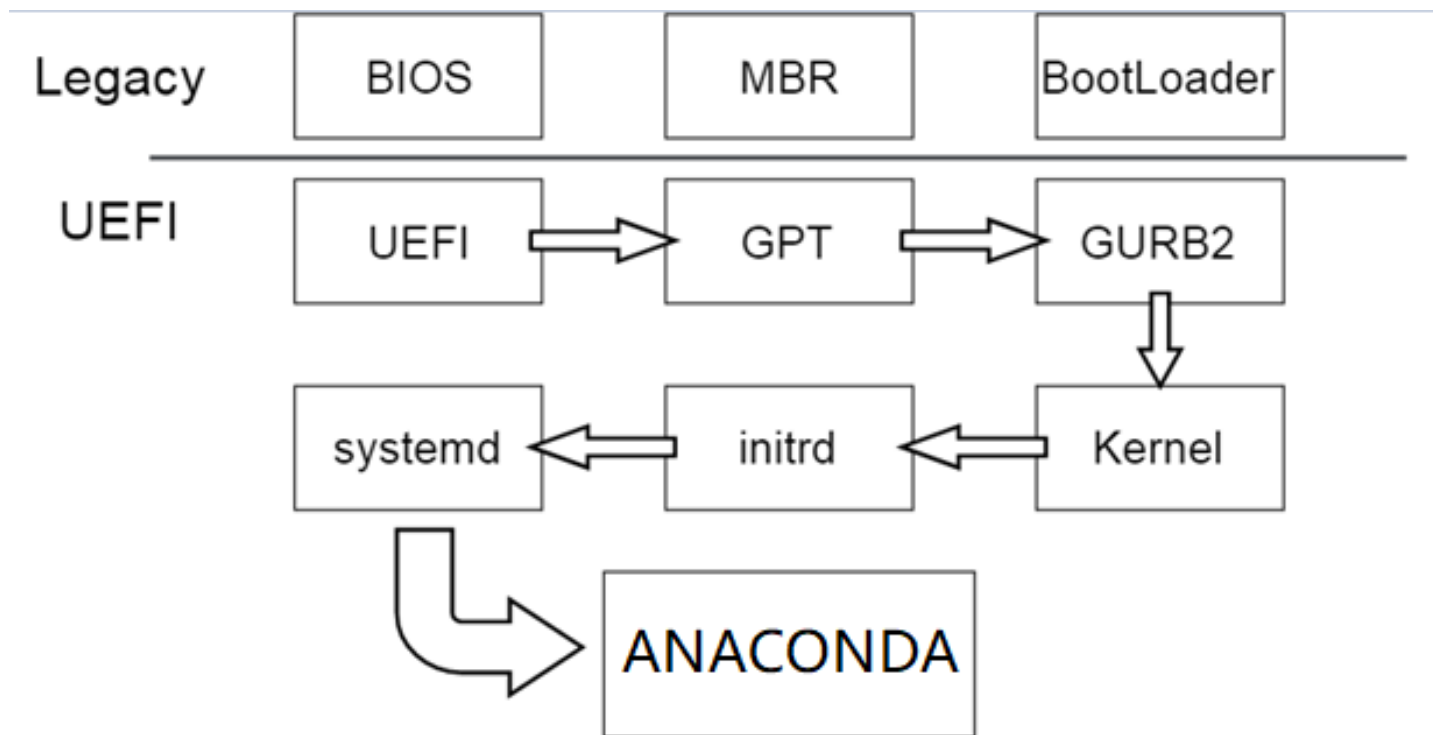 Legacy
BIOS
MBR
BootLoader
UEFI
UEFI
GPT
GURB2
systemd
initrd
Kernel
ANACONDA